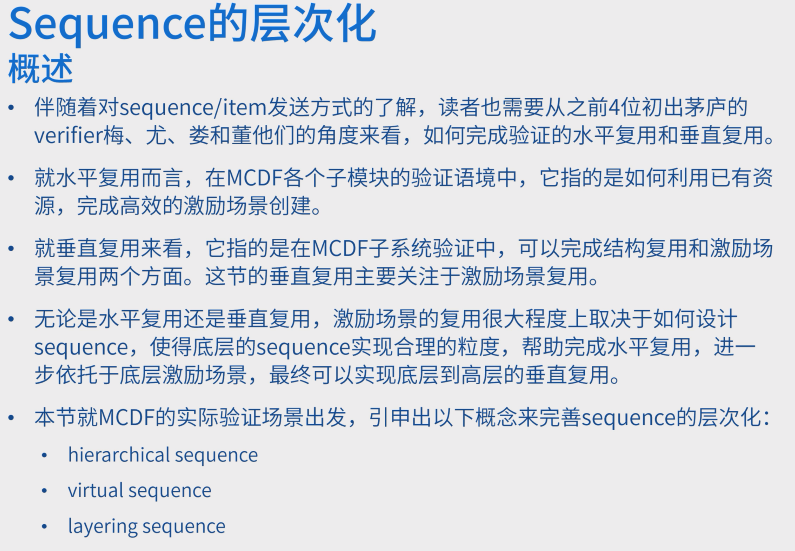 Sequence的层次化
概述
• 伴随着对sequence/item发送方式的了解，读者也需要从之前4位初出茅庐的
verifier梅、尤、娄和董他们的角度来看，如何完成验证的水平复用和垂直复用。
• 就水平复用而言，在MCDF各个子模块的验证语境中，它指的是如何利用已有资
源，完成高效的激励场景创建。
• 就垂直复用来看，它指的是在MCDF子系统验证中，可以完成结构复用和激励场
景复用两个方面。这节的垂直复用主要关注于激励场景复用。
• 无论是水平复用还是垂直复用，激励场景的复用很大程度上取决于如何设计
sequence，使得底层的sequence实现合理的粒度，帮助完成水平复用，进一
步依托于底层激励场景，最终可以实现底层到高层的垂直复用。
• 本节就MCDF的实际验证场景出发，引申出以下概念来完善sequence的层次化：
• hierarchical sequence
• virtual sequence
• layering sequence